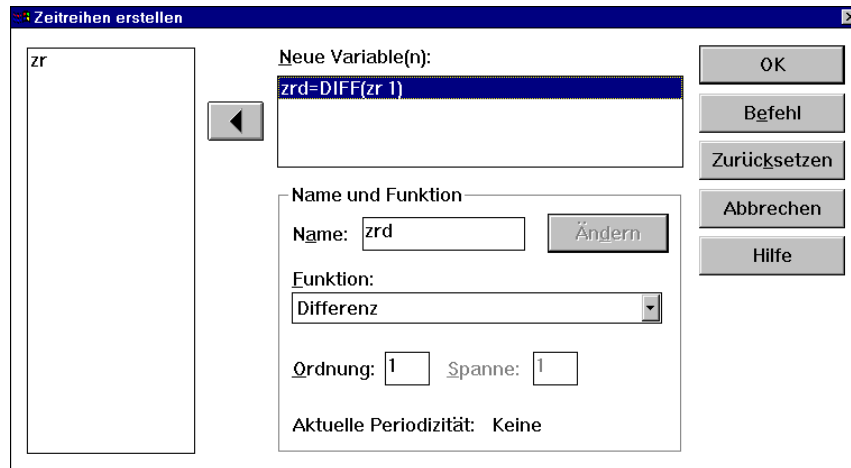 Zeitreihen erstellen
zr
Neue Variable(n):
zrd=DIFF(zr 1)
OK
Befehl
Zurücksetzen
Abbrechen
Hilfe
Name und Funktion
Name: zrd
Ändern
Funktion:
Differenz
Ordnung: 1 Spanne: 1
Aktuelle Periodizität: Keine